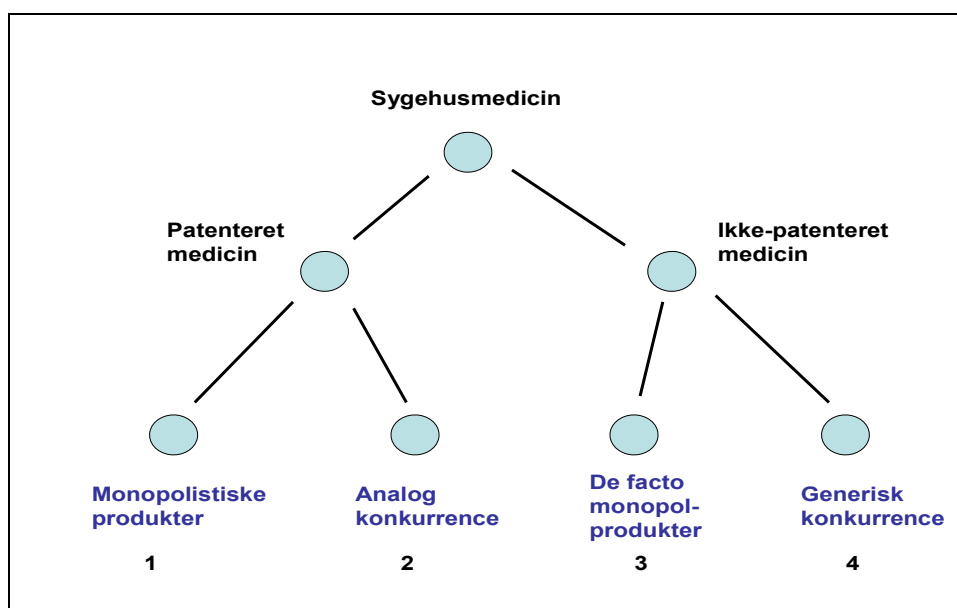 Sygehusmedicin
Patenteret
medicin
Ikke-patenteret
medicin
Monopolistiske
produkter
1
Analog
konkurrence
2
De facto
monopol-
produkter
3
Generisk
konkurrence
4